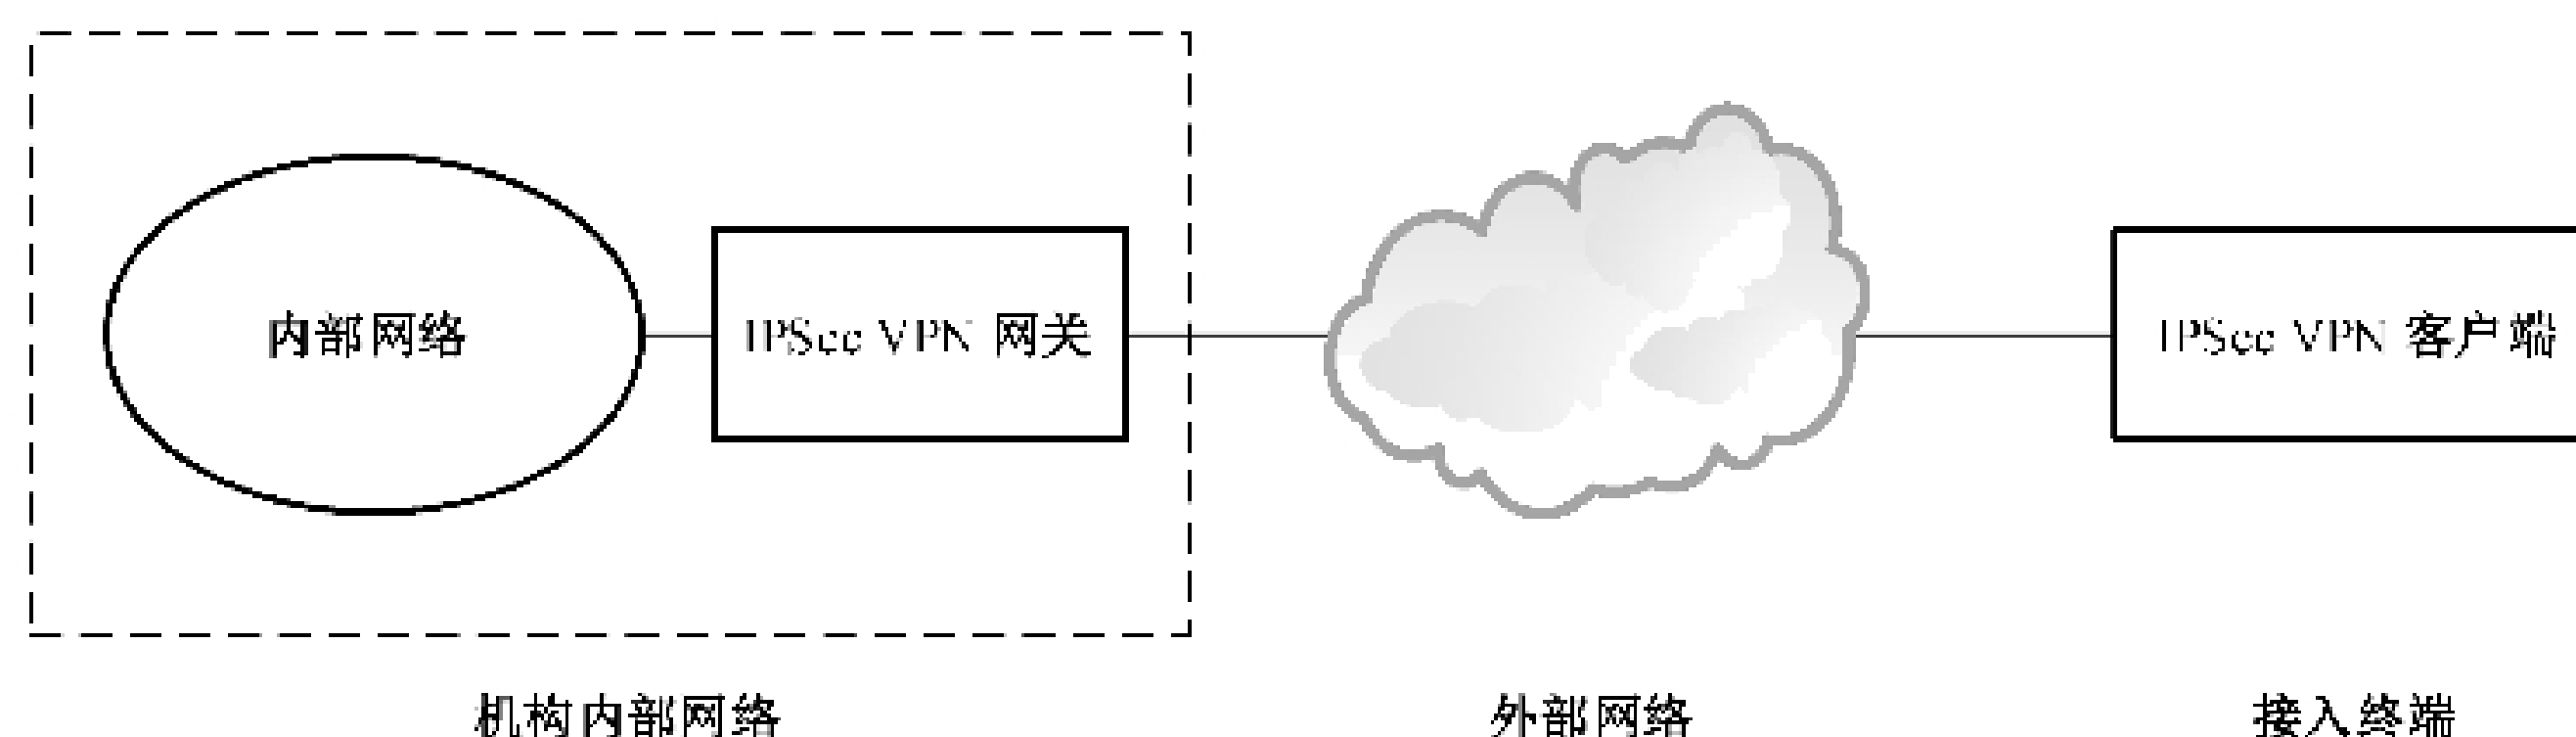 内部网络
IPSec VPN 网关
IPSec VPN 客户端
机构内部网络
外部网络
接入终端